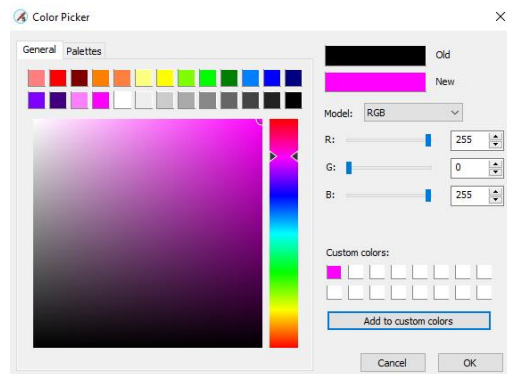 Color Picker
General Palettes
Old
New
Model: RGB
R: 255
G: 0
B: 255
Custom colors:
Add to custom colors
Cancel OK